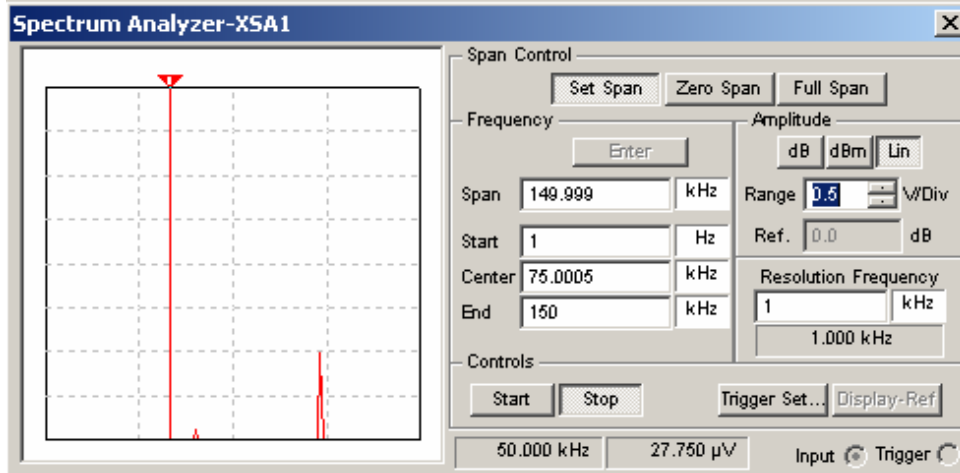 Spectrum Analyzer-XSA1
Span Control
Set Span Zero Span Full Span
Frequency
Enter
Span 149.999 kHz
Start 1 Hz
Center 75.0005 kHz
End 150 kHz
Amplitude
dB dBm Lin
Range 0.5 V/Div
Ref. 0.0 dB
Resolution Frequency
1 kHz
1.000 kHz
Controls
Start Stop Trigger Set... Display-Ref
50.000 kHz 27.750 µV Input Trigger